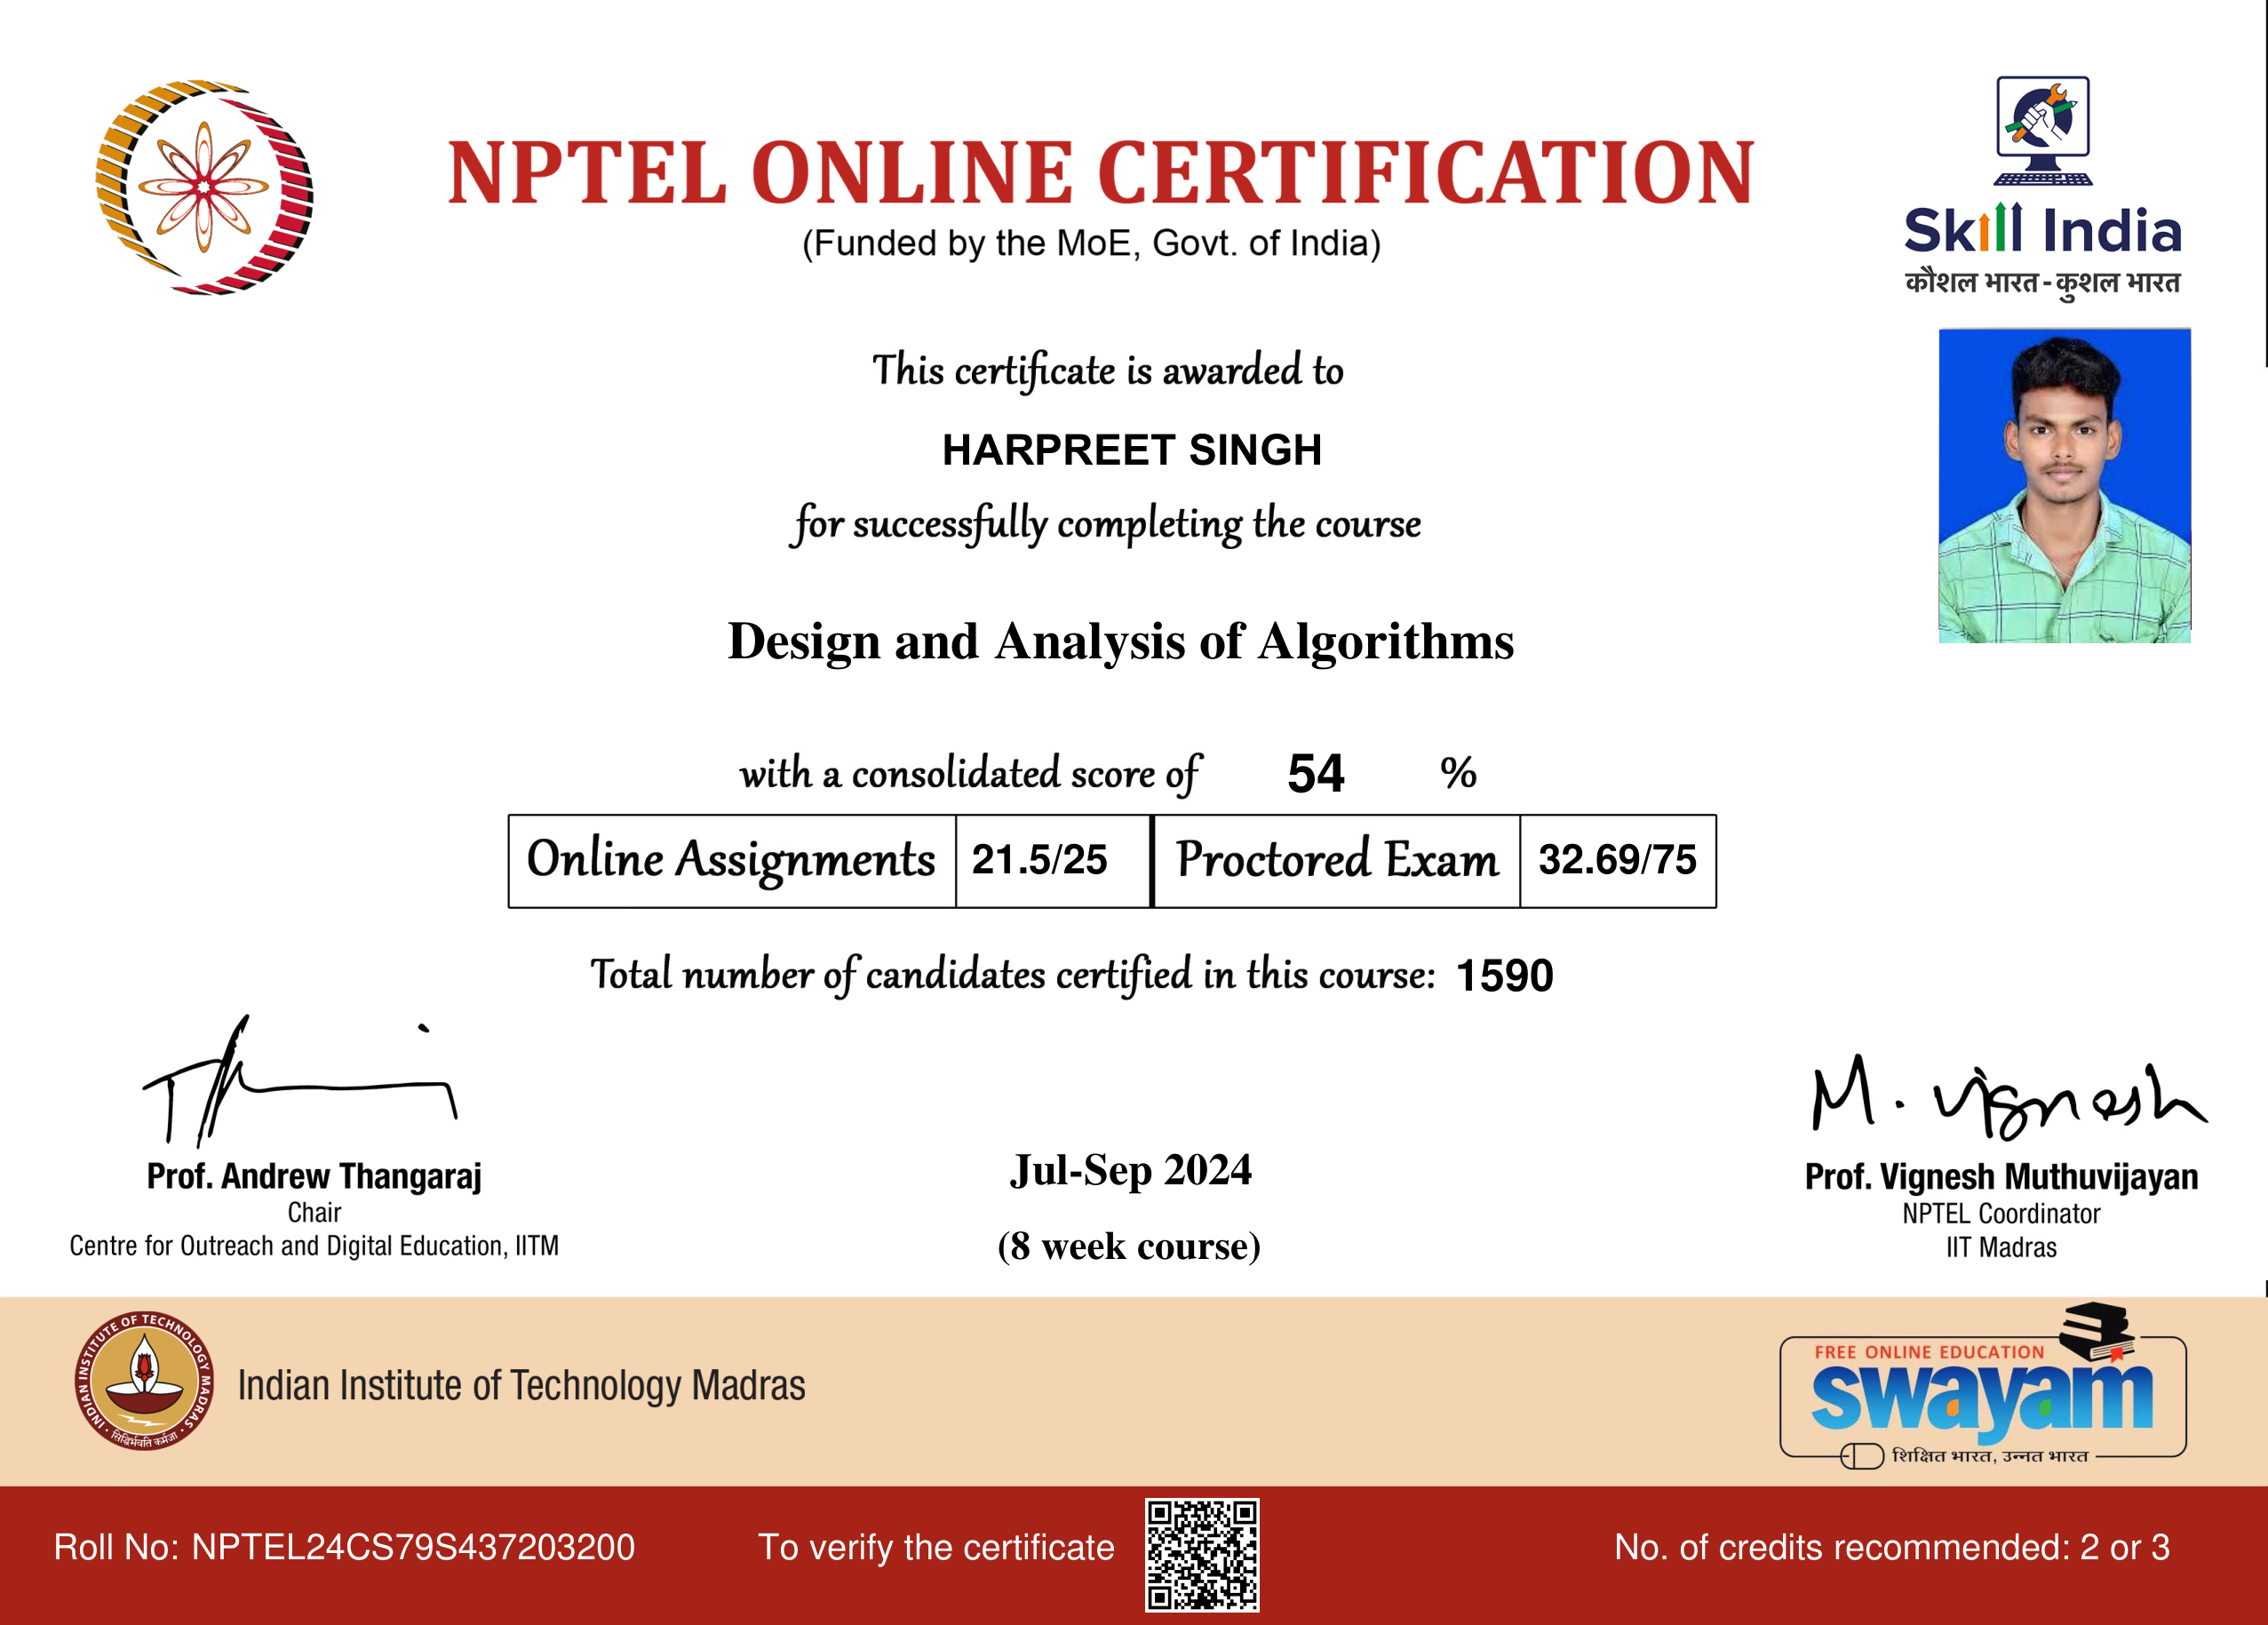 NPTEL ONLINE CERTIFICATION
(Funded by the MoE, Govt. of India)
Skill India
कौशल भारत - कुशल भारत
This certificate is awarded to
HARPREET SINGH
for successfully completing the course
Design and Analysis of Algorithms
with a consolidated score of 54 %
Online Assignments 21.5/25 Proctored Exam 32.69/75
Total number of candidates certified in this course: 1590
M. Vignesh
Prof. Andrew Thangaraj
Chair
Centre for Outreach and Digital Education, IITM
Jul-Sep 2024
(8 week course)
Prof. Vignesh Muthuvijayan
NPTEL Coordinator
IIT Madras
INDIAN INSTITUTE OF TECHNOLOGY MADRAS
सिद्धिर्भवति कर्मजा
Indian Institute of Technology Madras
FREE ONLINE EDUCATION
swayam
शिक्षित भारत, उन्नत भारत
Roll No: NPTEL24CS79S437203200
To verify the certificate
No. of credits recommended: 2 or 3